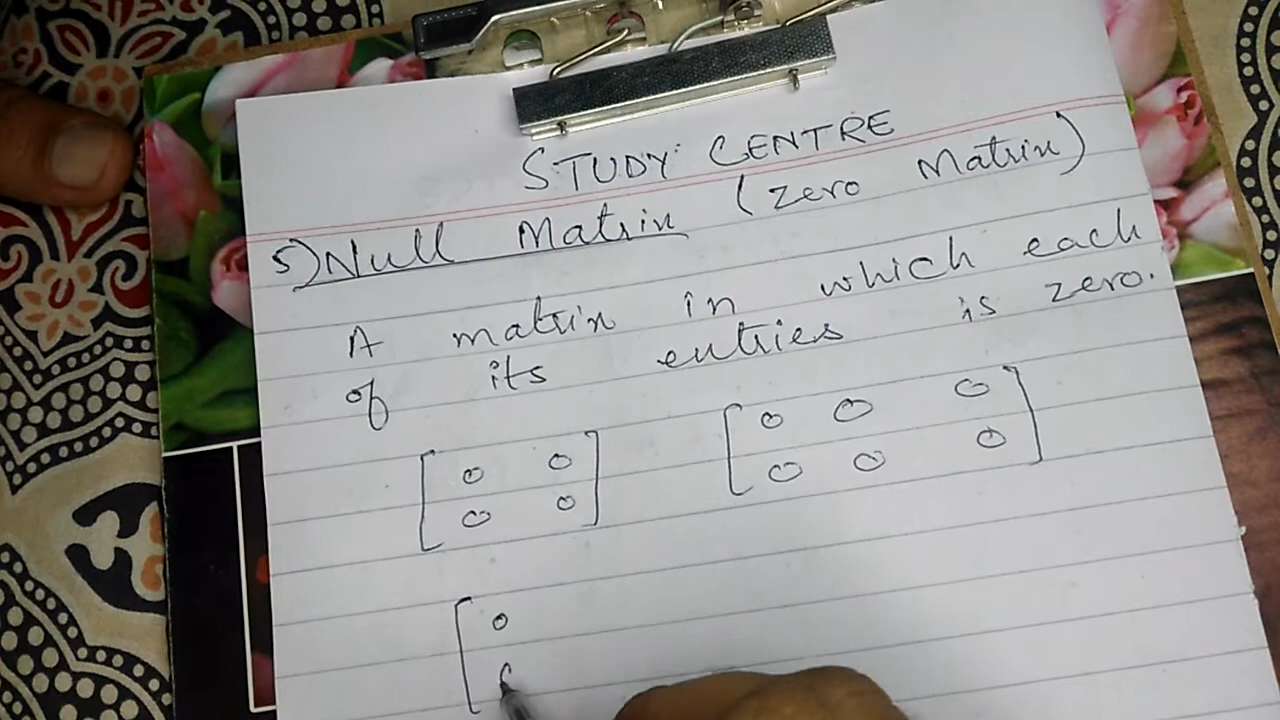 STUDY CENTRE
5) Null Matrix (zero Matrix)
A matrix in which each
of its entries is zero.
[0 0 [0 0 0
0 0] 0 0 0]
[0